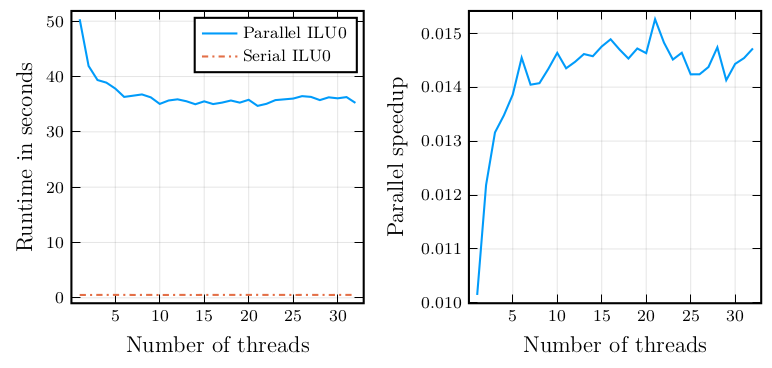 Runtime in seconds
50
40
30
20
10
0
Parallel ILU0
Serial ILU0
5 10 15 20 25 30
Number of threads
Parallel speedup
0.015
0.014
0.013
0.012
0.011
0.010
5 10 15 20 25 30
Number of threads